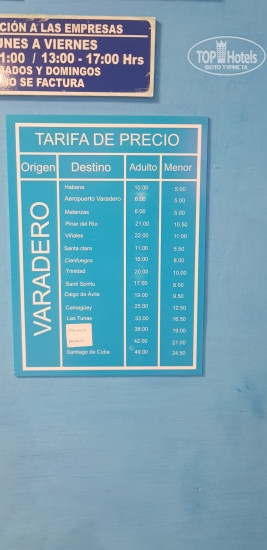 CIÓN A LAS EMPRESAS
UNES A VIERNES
1:00 / 13:00 - 17:00 Hrs
BADOS Y DOMINGOS
NO SE FACTURA
TOP Hotels
ФОТО ТУРИСТА
TARIFA DE PRECIO
Origen Destino Adulto Menor
VARADERO
Habana 10.00 5.00
Aeropuerto Varadero 6.00 5.00
Matanzas 6.00 5.00
Pinar del Rio 21.00 10.50
Viñales 22.00 11.00
Santa clara 11.00 5.50
Cienfuegos 16.00 8.00
Trinidad 20.00 10.00
Santi Spiritu 17.00 8.50
Ciego de Ávila 19.00 9.50
Camagüey 25.00 12.50
Las Tunas 33.00 16.50
38.00 19.00
42.00 21.00
Santiago de Cuba 49.00 24.50